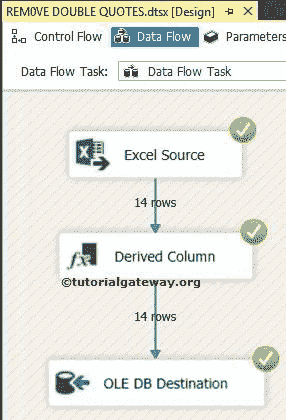 REM0VE DOUBLE QUOTES.dtsx [Design]
Control Flow Data Flow Parameters
Data Flow Task: Data Flow Task
Excel Source
14 rows
Derived Column
©tutorialgateway.org
14 rows
OLE DB Destination